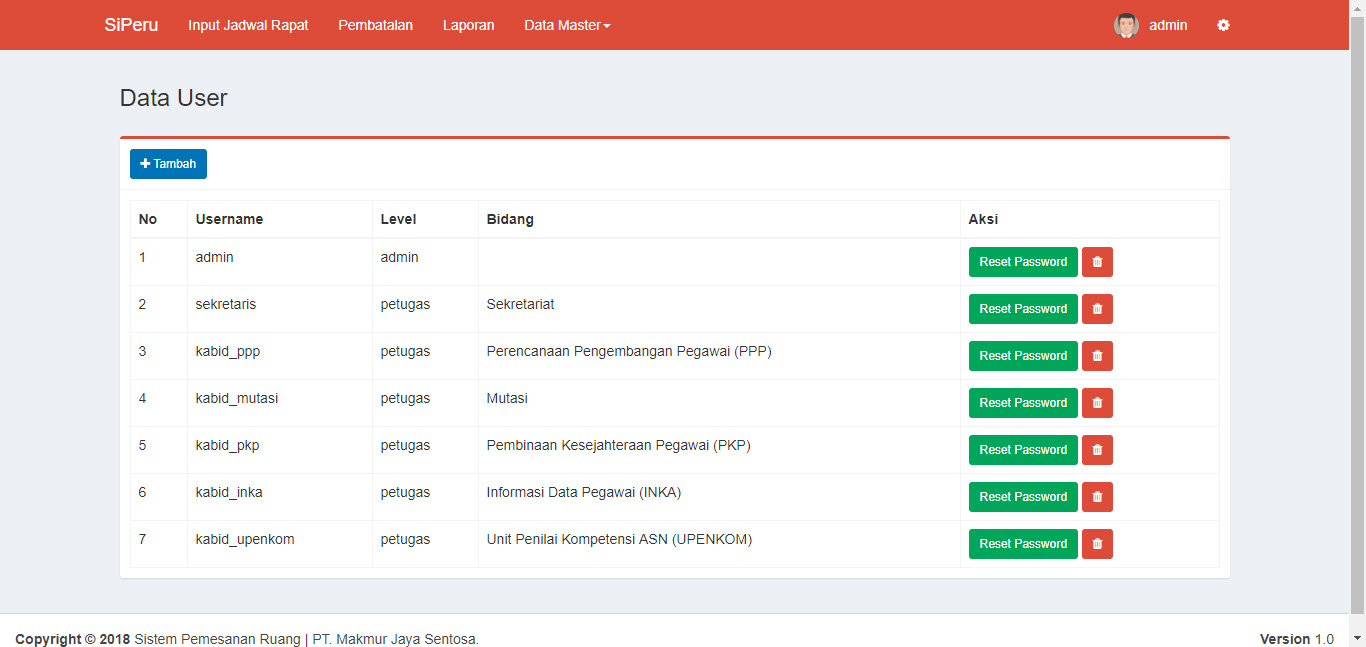 SiPeru Input Jadwal Rapat Pembatalan Laporan Data Master admin
Data User
Tambah
No Username Level Bidang Aksi
1 admin admin Reset Password
2 sekretaris petugas Sekretariat Reset Password
3 kabid_ppp petugas Perencanaan Pengembangan Pegawai (PPP) Reset Password
4 kabid_mutasi petugas Mutasi Reset Password
5 kabid_pkp petugas Pembinaan Kesejahteraan Pegawai (PKP) Reset Password
6 kabid_inka petugas Informasi Data Pegawai (INKA) Reset Password
7 kabid_upenkom petugas Unit Penilai Kompetensi ASN (UPENKOM) Reset Password
Copyright © 2018 Sistem Pemesanan Ruang | PT. Makmur Jaya Sentosa. Version 1.0